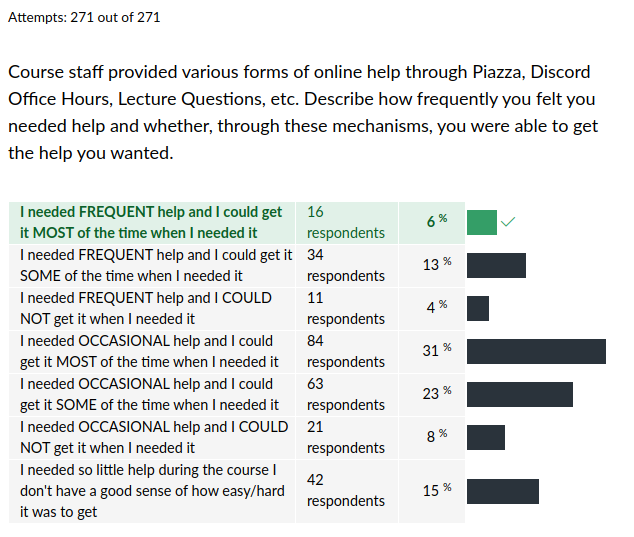 Attempts: 271 out of 271
Course staff provided various forms of online help through Piazza, Discord
Office Hours, Lecture Questions, etc. Describe how frequently you felt you
needed help and whether, through these mechanisms, you were able to get
the help you wanted.
I needed FREQUENT help and I could get
it MOST of the time when I needed it
16
respondents
6 %
I needed FREQUENT help and I could get it
SOME of the time when I needed it
34
respondents
13 %
I needed FREQUENT help and I COULD
NOT get it when I needed it
11
respondents
4 %
I needed OCCASIONAL help and I could
get it MOST of the time when I needed it
84
respondents
31 %
I needed OCCASIONAL help and I could
get it SOME of the time when I needed it
63
respondents
23 %
I needed OCCASIONAL help and I COULD
NOT get it when I needed it
21
respondents
8 %
I needed so little help during the course I
don't have a good sense of how easy/hard
it was to get
42
respondents
15 %